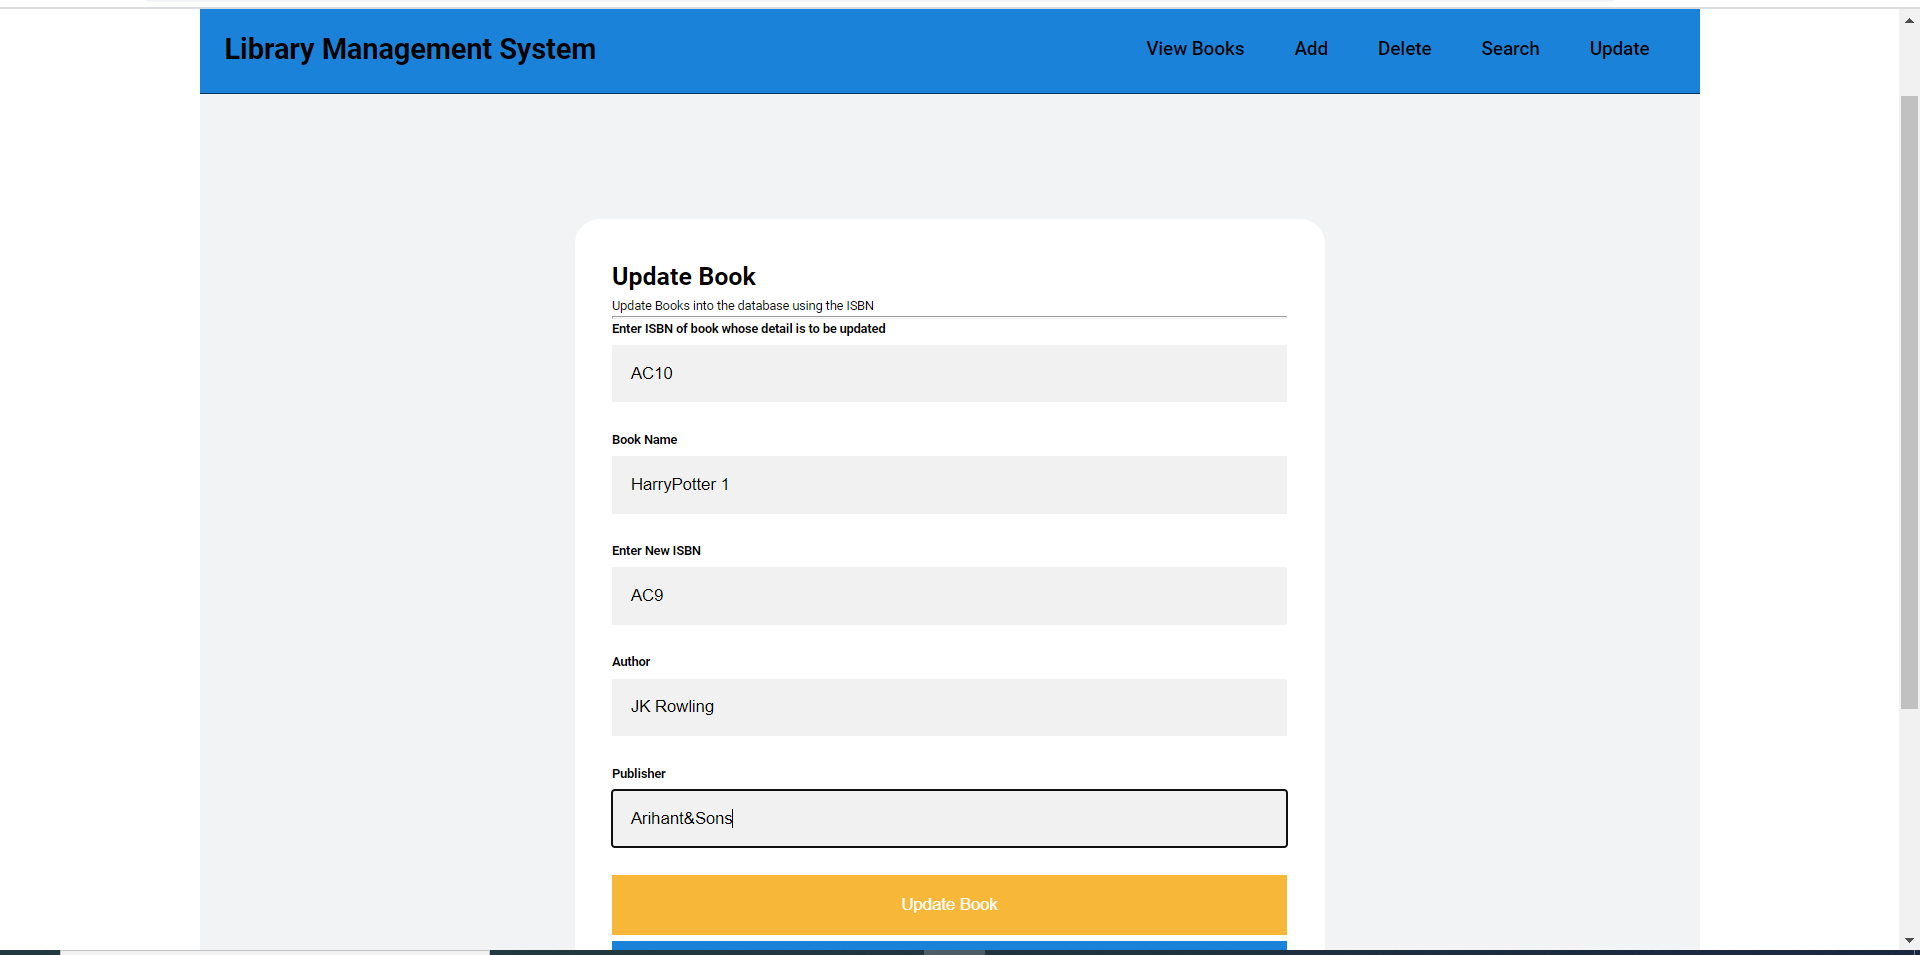 Library Management System
View Books Add Delete Search Update
Update Book
Update Books into the database using the ISBN
Enter ISBN of book whose detail is to be updated
AC10
Book Name
HarryPotter 1
Enter New ISBN
AC9
Author
JK Rowling
Publisher
Arihant&Sons
Update Book